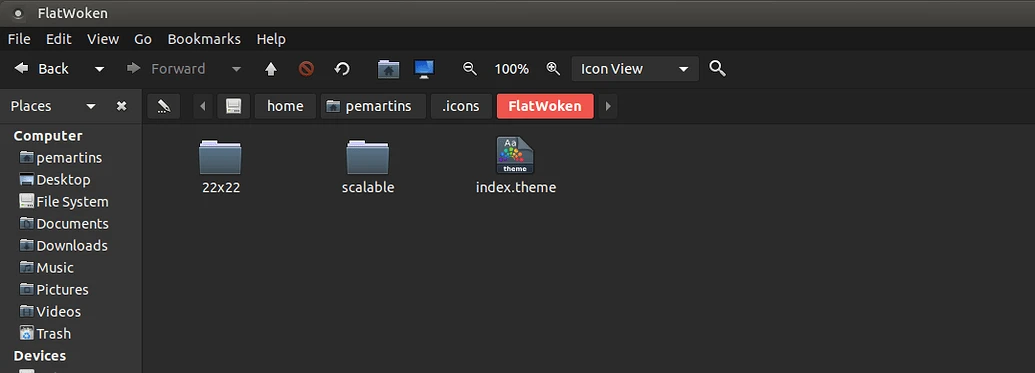 FlatWoken
File Edit View Go Bookmarks Help
Back Forward 100% Icon View
Places home pemartins .icons FlatWoken
Computer
pemartins
Desktop
File System
Documents
Downloads
Music
Pictures
Videos
Trash
Devices
22x22 scalable index.theme
Aa
theme